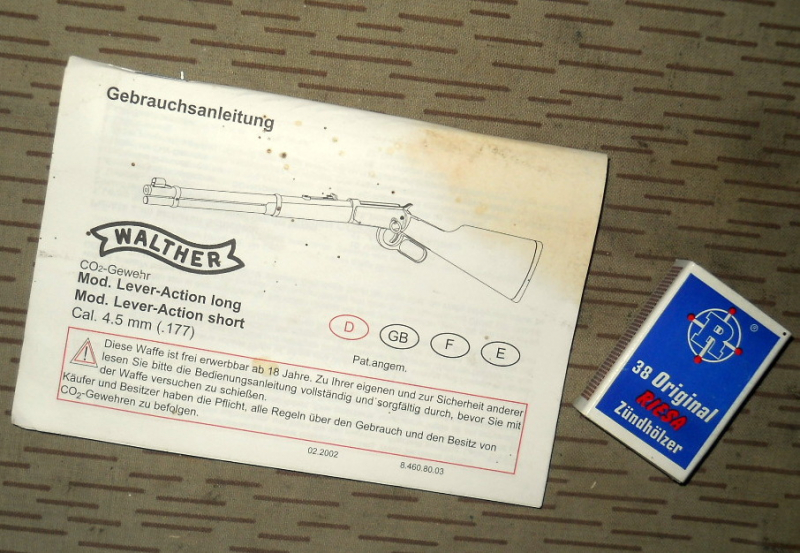 Gebrauchsanleitung
WALTHER
CO2-Gewehr
Mod. Lever-Action long
Mod. Lever-Action short
Cal. 4.5 mm (.177)
D GB F E
Pat.angem.
Diese Waffe ist frei erwerbbar ab 18 Jahre. Zu Ihrer eigenen und zur Sicherheit anderer
lesen Sie bitte die Bedienungsanleitung vollständig und sorgfältig durch, bevor Sie mit
der Waffe versuchen zu schießen.
Käufer und Besitzer haben die Pflicht, alle Regeln über den Gebrauch und den Besitz von
CO2-Gewehren zu befolgen.
02.2002
8.460.80.03
R ®
38 Original
RIESA
Zündhölzer